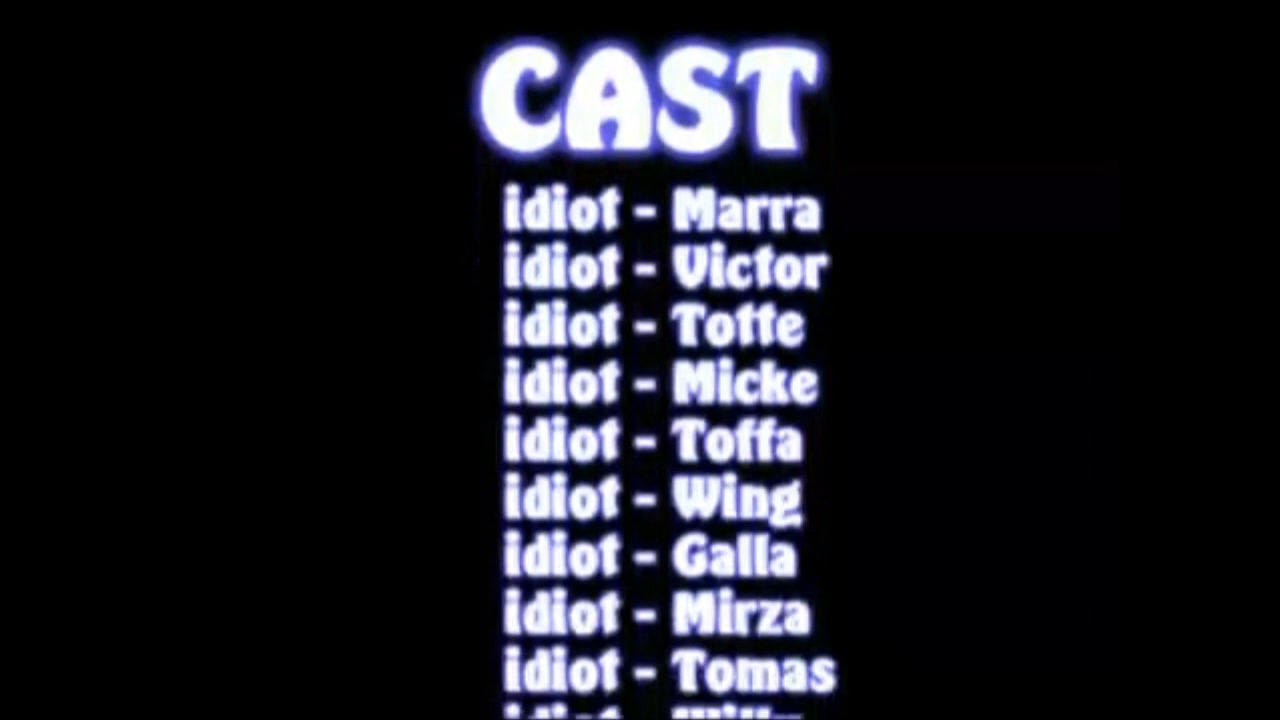 CAST
idiot - Marra
idiot - Victor
idiot - Totte
idiot - Micke
idiot - Toffa
idiot - Wing
idiot - Galla
idiot - Mirza
idiot - Tomas
idiot -